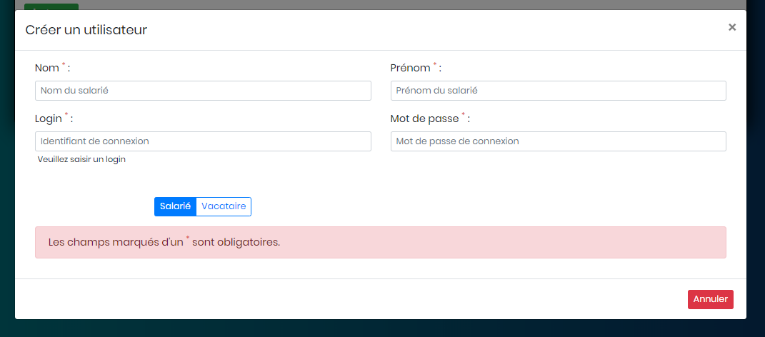 Créer un utilisateur ×
Nom * : Prénom * :
Nom du salarié Prénom du salarié
Login * : Mot de passe * :
Identifiant de connexion Mot de passe de connexion
Veuillez saisir un login
Salarié Vacataire
Les champs marqués d'un * sont obligatoires.
Annuler